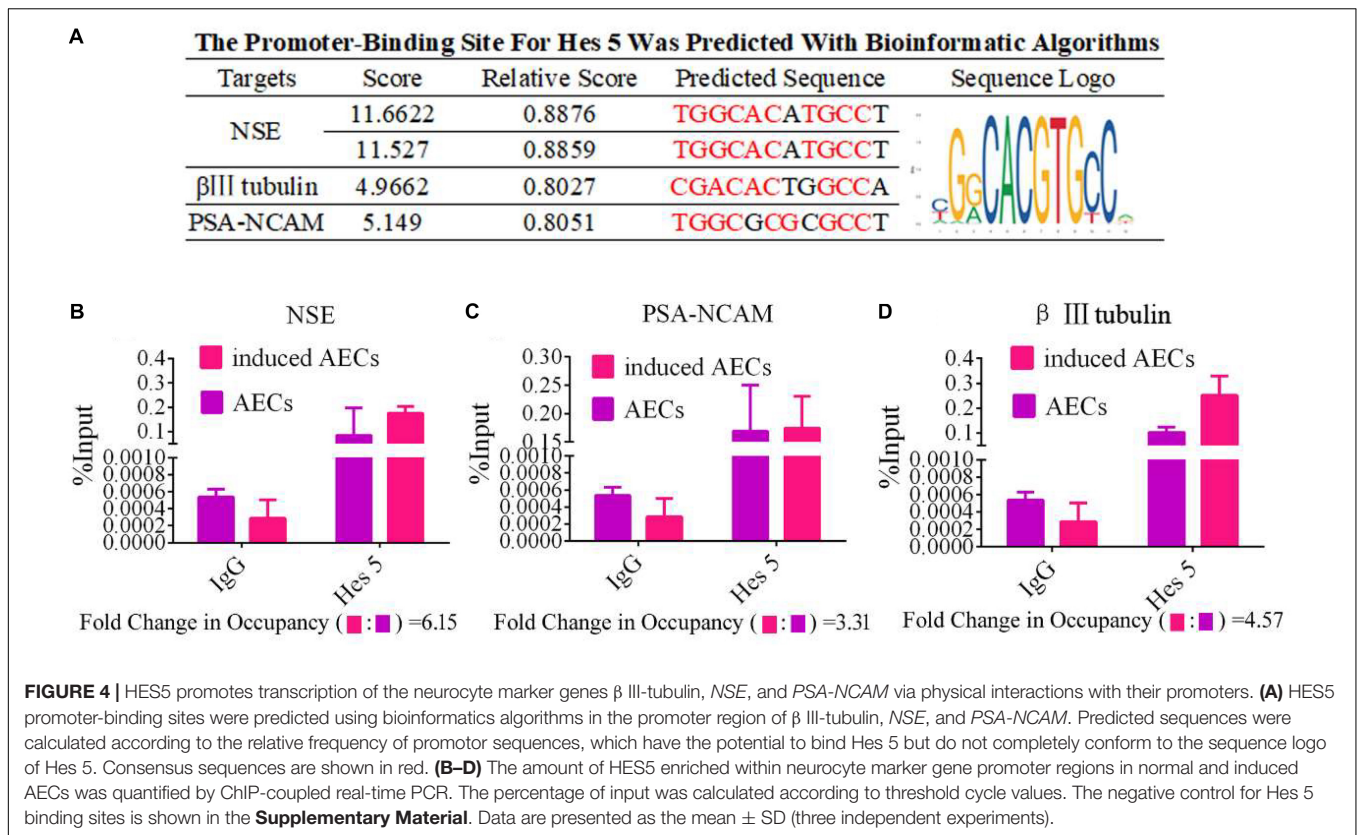 A
The Promoter-Binding Site For Hes 5 Was Predicted With Bioinformatic Algorithms
Targets Score Relative Score Predicted Sequence Sequence Logo
NSE 11.6622 0.8876 TGGCACATGCCT
11.527 0.8859 TGGCACATGCCT
βIII tubulin 4.9662 0.8027 CGACACTGGCCA
PSA-NCAM 5.149 0.8051 TGGCGCGCGCCT
B
NSE
induced AECs
AECs
%Input
0.4
0.3
0.2
0.1
0.0010
0.0008
0.0006
0.0004
0.0002
0.0000
IgG
Hes 5
Fold Change in Occupancy ( : ) =6.15
C
PSA-NCAM
induced AECs
AECs
%Input
0.30
0.25
0.20
0.15
0.0010
0.0008
0.0006
0.0004
0.0002
0.0000
IgG
Hes 5
Fold Change in Occupancy ( : ) =3.31
D
β III tubulin
induced AECs
AECs
%Input
0.4
0.3
0.2
0.1
0.0010
0.0008
0.0006
0.0004
0.0002
0.0000
IgG
Hes 5
Fold Change in Occupancy ( : ) =4.57
FIGURE 4 | HES5 promotes transcription of the neurocyte marker genes β III-tubulin, NSE, and PSA-NCAM via physical interactions with their promoters. (A) HES5
promoter-binding sites were predicted using bioinformatics algorithms in the promoter region of β III-tubulin, NSE, and PSA-NCAM. Predicted sequences were
calculated according to the relative frequency of promotor sequences, which have the potential to bind Hes 5 but do not completely conform to the sequence logo
of Hes 5. Consensus sequences are shown in red. (B–D) The amount of HES5 enriched within neurocyte marker gene promoter regions in normal and induced
AECs was quantified by ChIP-coupled real-time PCR. The percentage of input was calculated according to threshold cycle values. The negative control for Hes 5
binding sites is shown in the Supplementary Material. Data are presented as the mean ± SD (three independent experiments).